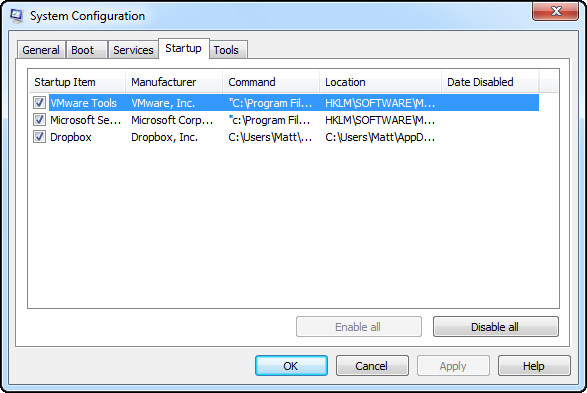 System Configuration
General Boot Services Startup Tools
Startup Item Manufacturer Command Location Date Disabled
VMware Tools VMware, Inc. "C:\Program Fil... HKLM\SOFTWARE\M...
Microsoft Se... Microsoft Corp... "c:\Program Fil... HKLM\SOFTWARE\M...
Dropbox Dropbox, Inc. C:\Users\Matt\... C:\Users\Matt\AppD...
Enable all Disable all
OK Cancel Apply Help